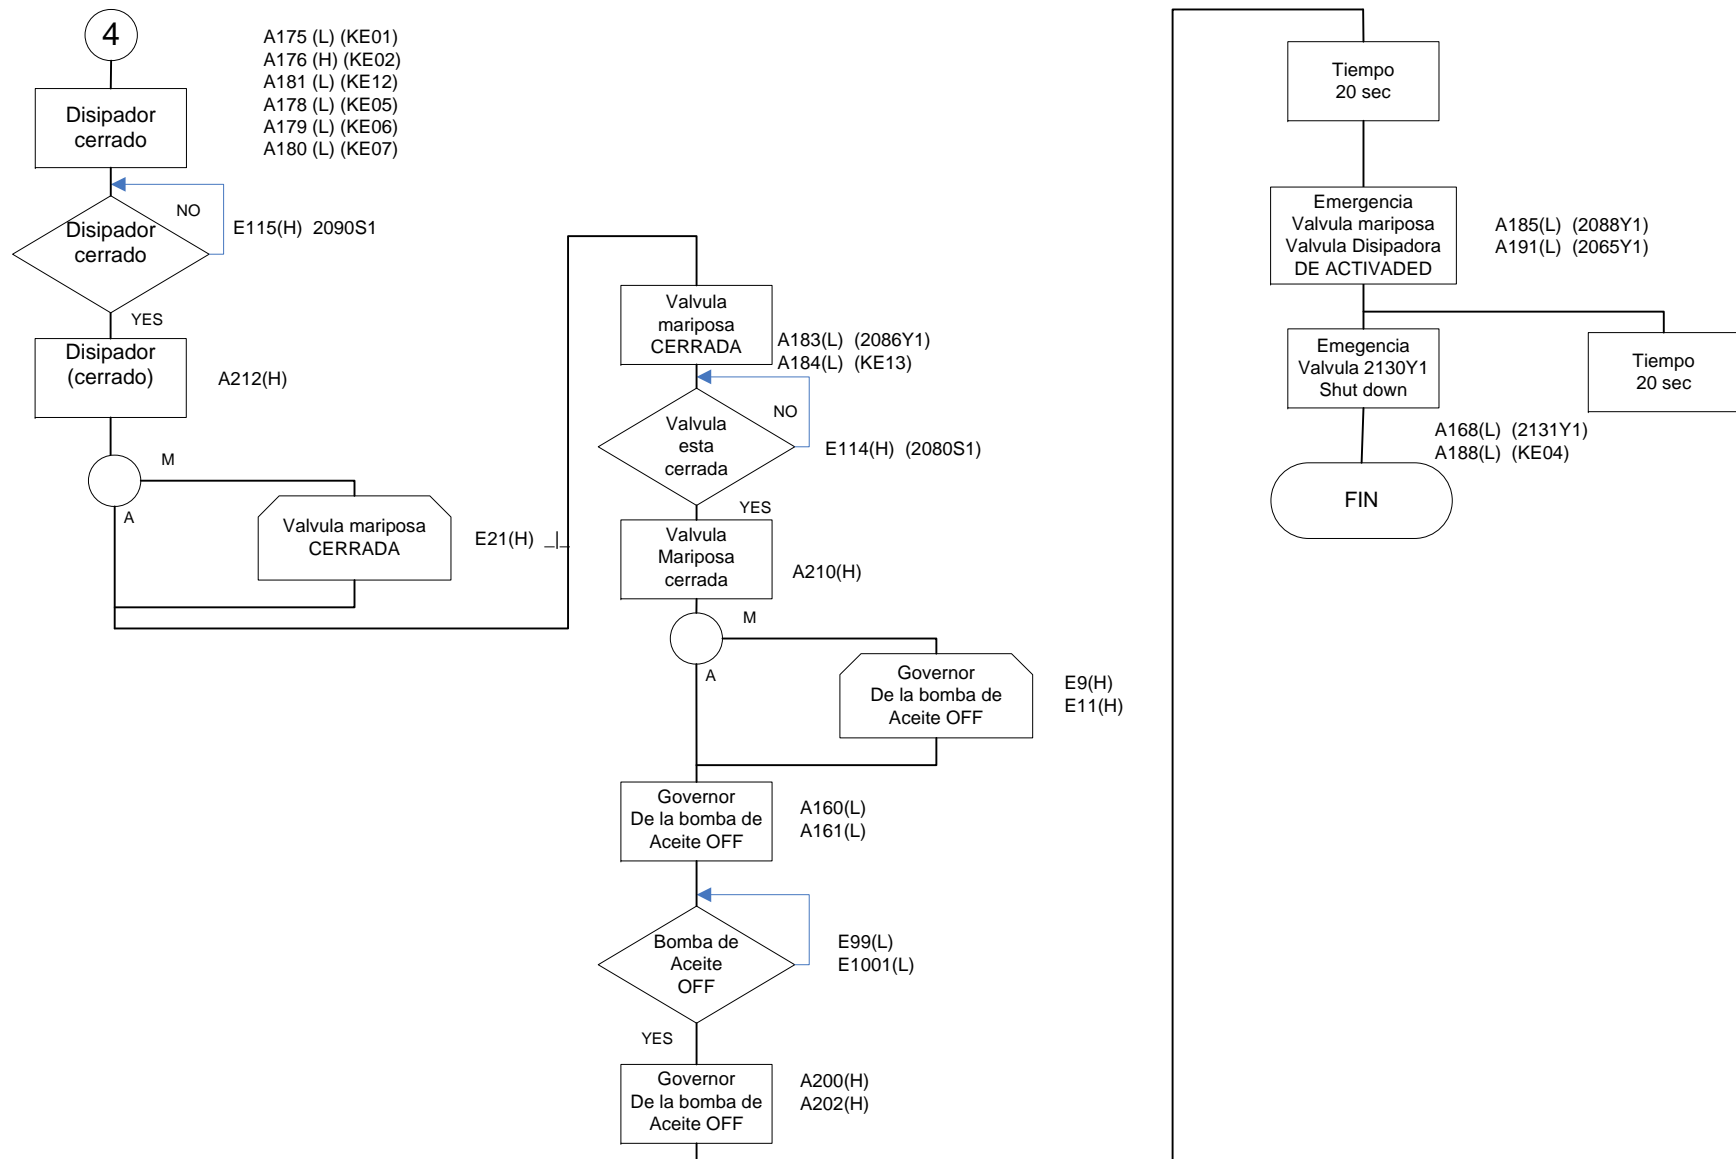 4
A175 (L) (KE01)
A176 (H) (KE02)
A181 (L) (KE12)
A178 (L) (KE05)
A179 (L) (KE06)
A180 (L) (KE07)
Disipador
cerrado
NO
Disipador
cerrado
E115(H) 2090S1
YES
Disipador
(cerrado)
A212(H)
M
A
Valvula mariposa
CERRADA
E21(H) _|_
Valvula
mariposa
CERRADA
A183(L) (2086Y1)
A184(L) (KE13)
NO
Valvula
esta
cerrada
E114(H) (2080S1)
YES
Valvula
Mariposa
cerrada
A210(H)
M
A
Governor
De la bomba de
Aceite OFF
E9(H)
E11(H)
Governor
De la bomba de
Aceite OFF
A160(L)
A161(L)
Bomba de
Aceite
OFF
E99(L)
E1001(L)
YES
Governor
De la bomba de
Aceite OFF
A200(H)
A202(H)
Tiempo
20 sec
Emergencia
Valvula mariposa
Valvula Disipadora
DE ACTIVADED
A185(L) (2088Y1)
A191(L) (2065Y1)
Emegencia
Valvula 2130Y1
Shut down
Tiempo
20 sec
A168(L) (2131Y1)
A188(L) (KE04)
FIN